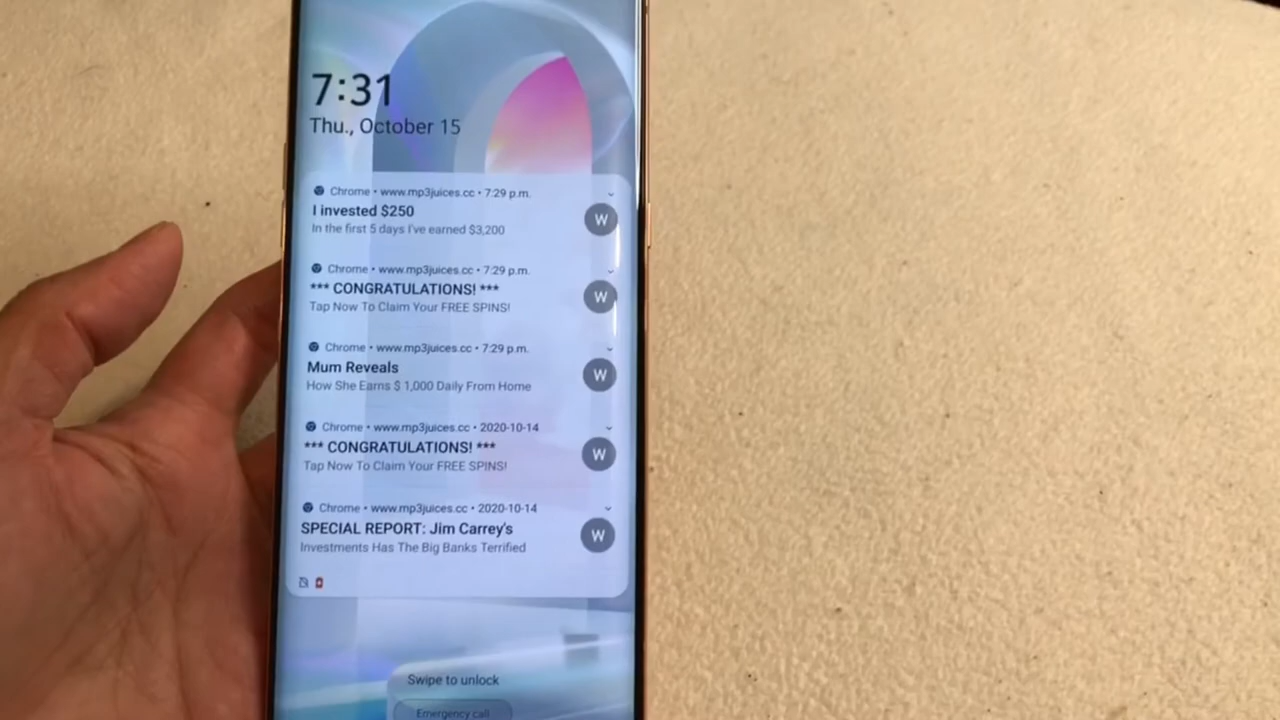 7:31
Thu., October 15
Chrome • www.mp3juices.cc • 7:29 p.m.
I invested $250
In the first 5 days I've earned $3,200
W
Chrome • www.mp3juices.cc • 7:29 p.m.
*** CONGRATULATIONS! ***
Tap Now To Claim Your FREE SPINS!
W
Chrome • www.mp3juices.cc • 7:29 p.m.
Mum Reveals
How She Earns $ 1,000 Daily From Home
W
Chrome • www.mp3juices.cc • 2020-10-14
*** CONGRATULATIONS! ***
Tap Now To Claim Your FREE SPINS!
W
Chrome • www.mp3juices.cc • 2020-10-14
SPECIAL REPORT: Jim Carrey's
Investments Has The Big Banks Terrified
W
Swipe to unlock
Emergency call